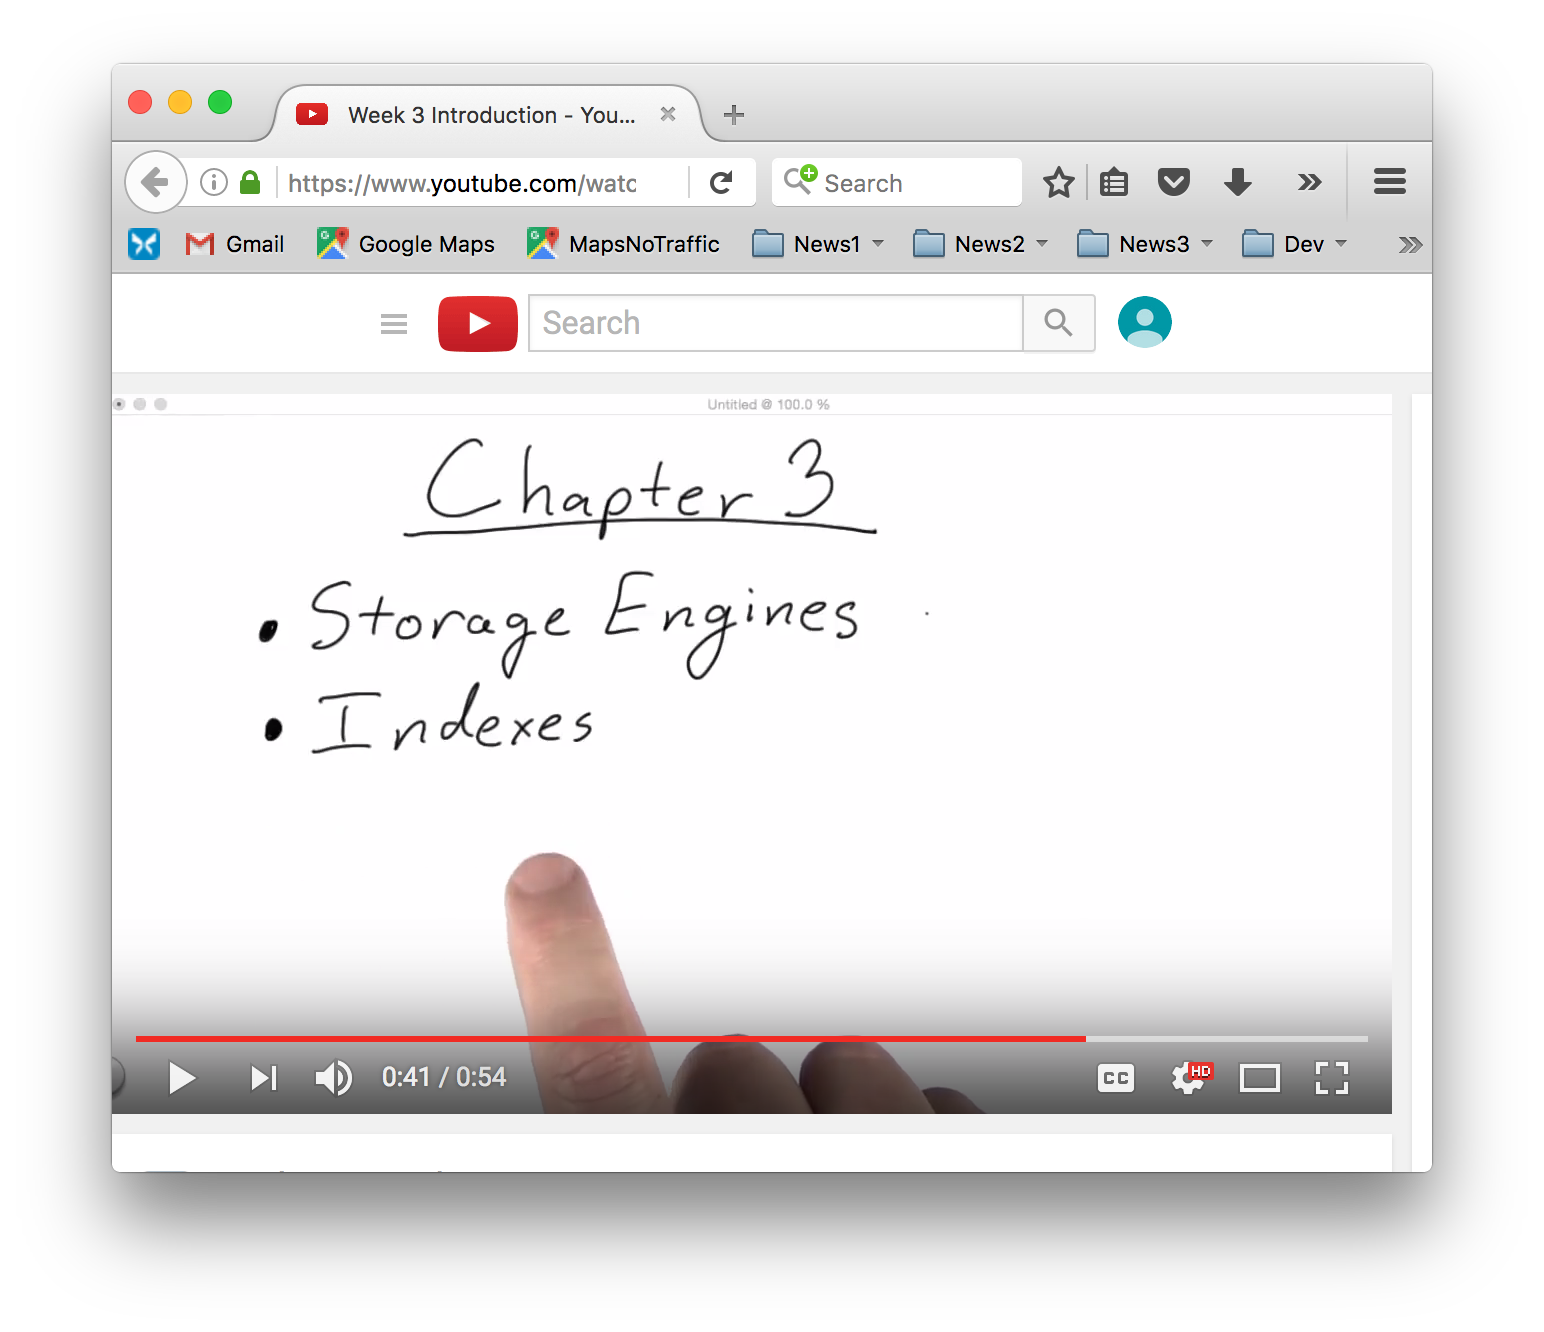 Week 3 Introduction - You...
https://www.youtube.com/watc
Search
Gmail
Google Maps
MapsNoTraffic
News1
News2
News3
Dev
Search
Untitled @ 100.0 %
Chapter 3
• Storage Engines
• Indexes
0:41 / 0:54
CC
HD